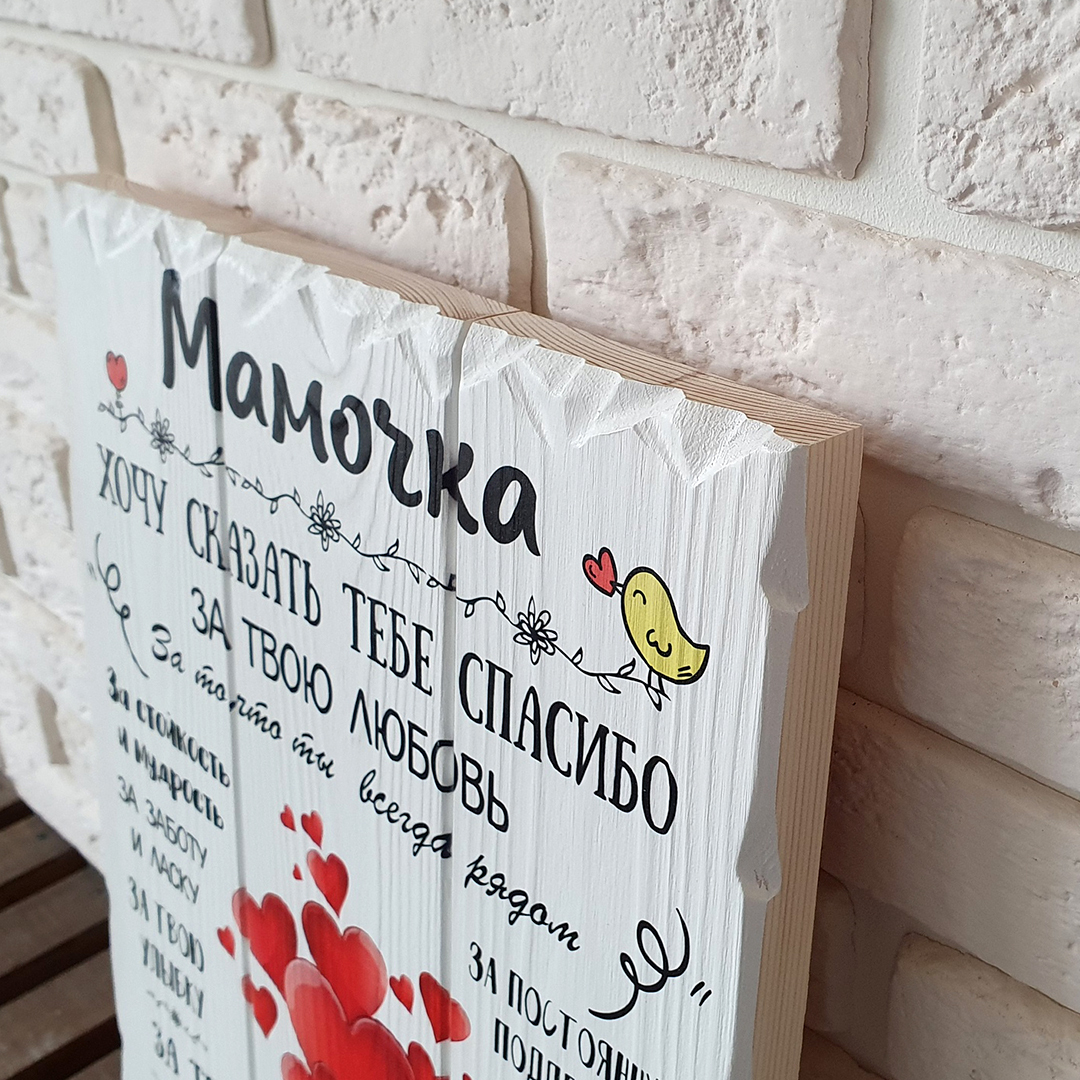 Мамочка
ХОЧУ СКАЗАТЬ ТЕБЕ СПАСИБО
ЗА ТВОЮ ЛЮБОВЬ
За то, что ты всегда рядом
За стойкость
и мудрость
ЗА ЗАБОТУ
И ЛАСКУ
ЗА ТВОЮ
УЛЫБКУ
ЗА
ЗА